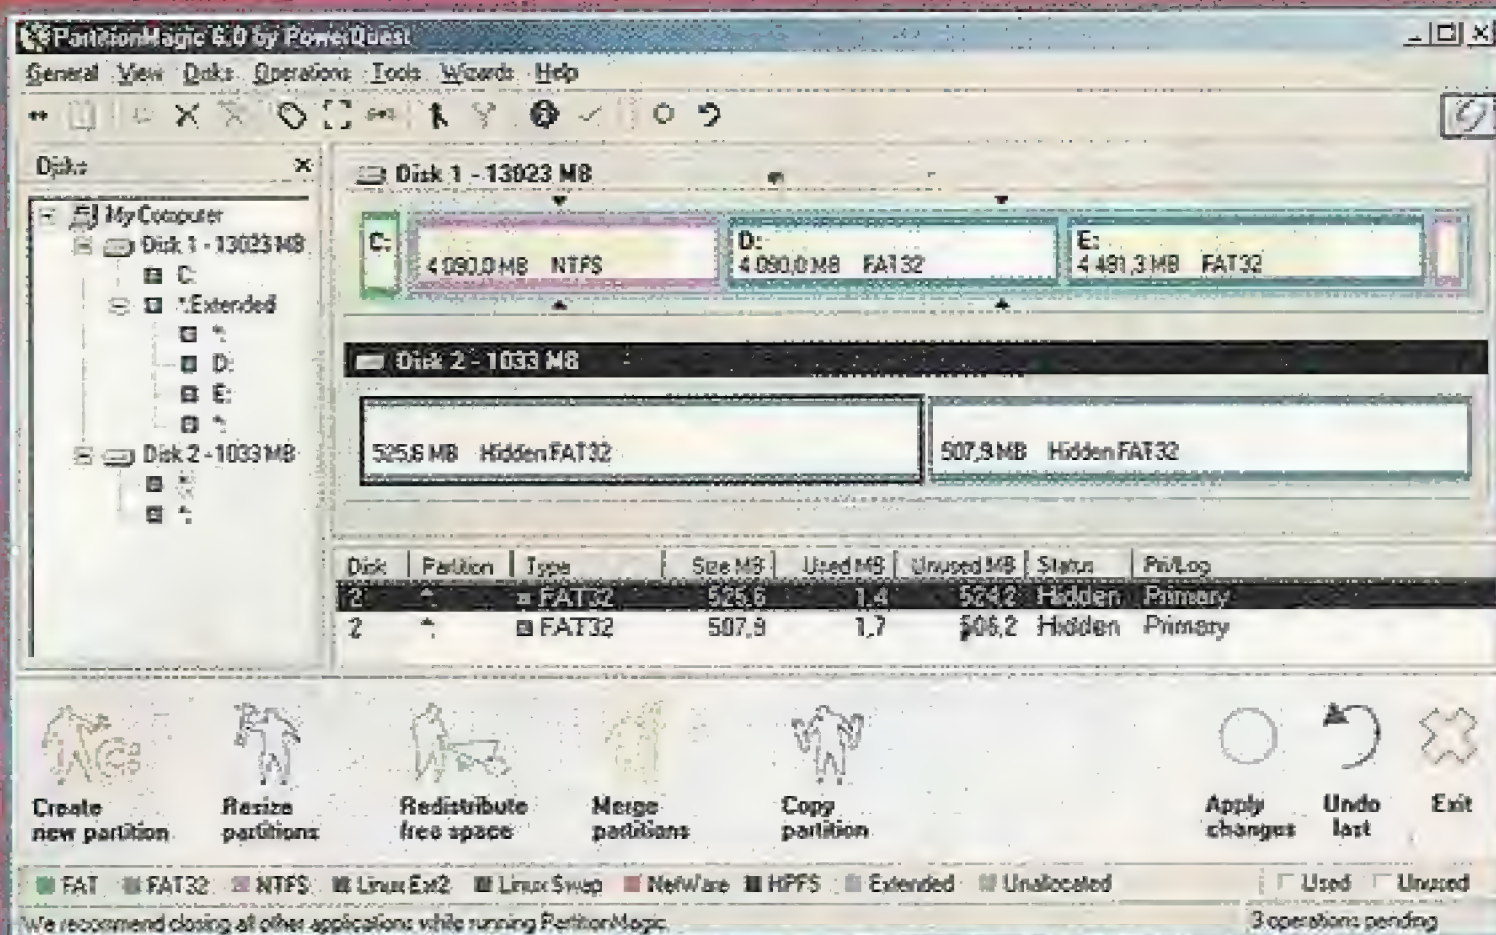 PartitionMagic 6.0 by PowerQuest
General View Disks Operations Tools Wizards Help
Disks
My Computer
Disk 1 - 13023 MB
C:
*:Extended
*:
D:
E:
*:
Disk 2 - 1033 MB
*:
*:
Disk 1 - 13023 MB
C:
4 090,0 MB NTFS
D:
4 090,0 MB FAT32
E:
4 491,3 MB FAT32
Disk 2 - 1033 MB
525,6 MB Hidden FAT32
507,9 MB Hidden FAT32
Disk Partition Type Size MB Used MB Unused MB Status Pri/Log
2 *: FAT32 525,6 1,4 524,2 Hidden Primary
2 *: FAT32 507,9 1,7 506,2 Hidden Primary
Create new partition
Resize partitions
Redistribute free space
Merge partitions
Copy partition
Apply changes
Undo last
Exit
FAT FAT32 NTFS Linux Ext2 Linux Swap NetWare HPFS Extended Unallocated Used Unused
We recommend closing all other applications while running PartitionMagic.
3 operations pending